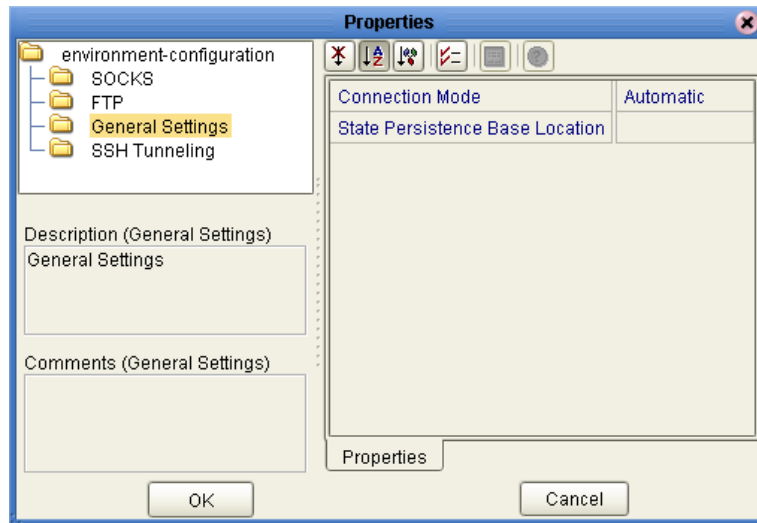 Properties
environment-configuration
SOCKS
FTP
General Settings
SSH Tunneling
Description (General Settings)
General Settings
Comments (General Settings)
Connection Mode Automatic
State Persistence Base Location
Properties
OK
Cancel